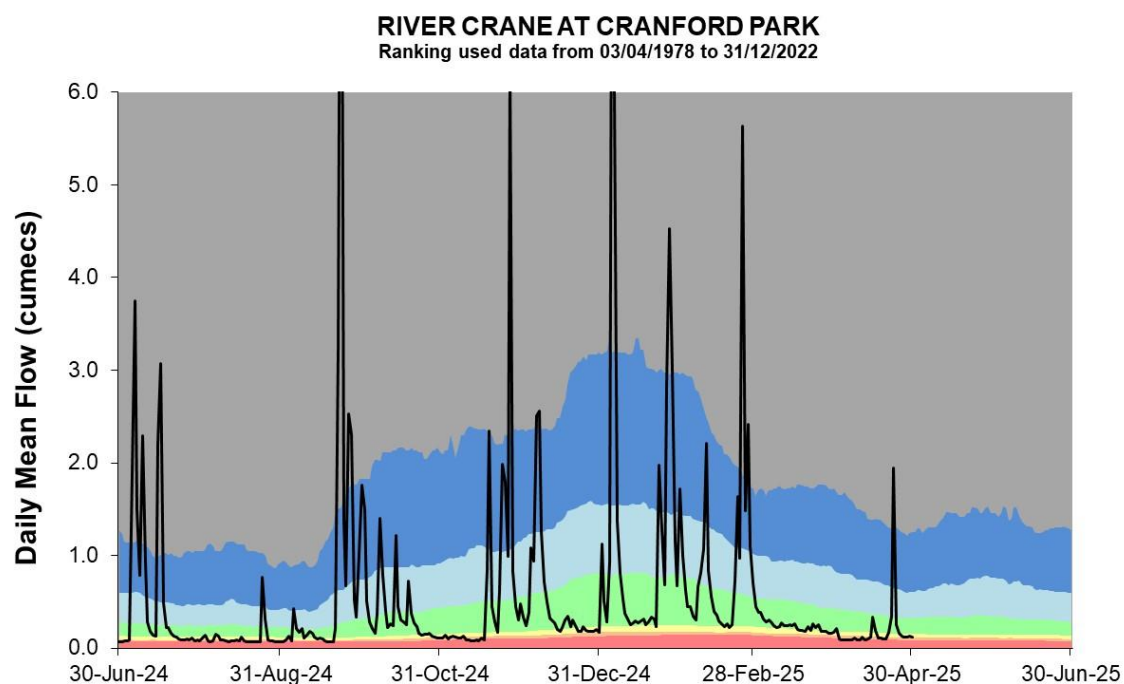 RIVER CRANE AT CRANFORD PARK
Ranking used data from 03/04/1978 to 31/12/2022
Daily Mean Flow (cumecs)
6.0
5.0
4.0
3.0
2.0
1.0
0.0
30-Jun-24 31-Aug-24 31-Oct-24 31-Dec-24 28-Feb-25 30-Apr-25 30-Jun-25